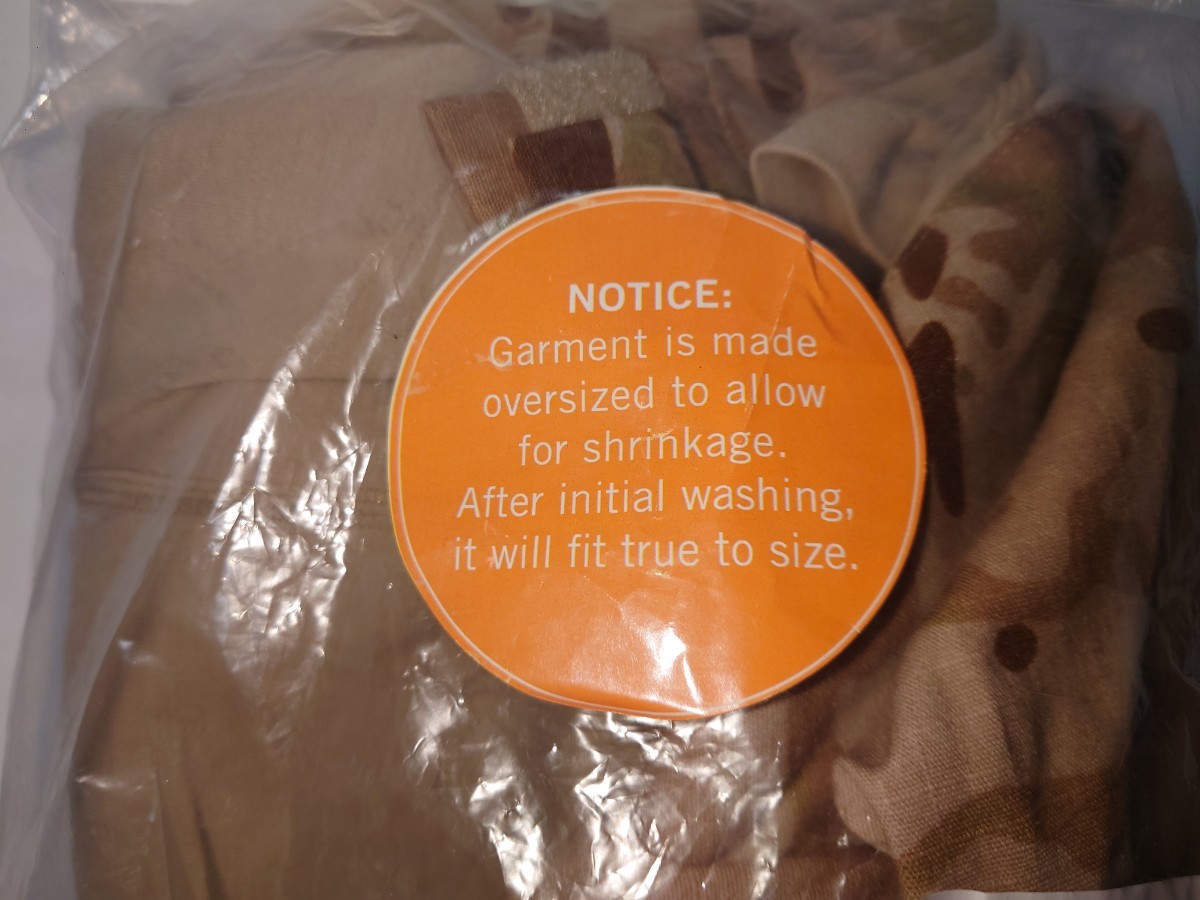 NOTICE:
Garment is made
oversized to allow
for shrinkage.
After initial washing,
it will fit true to size.